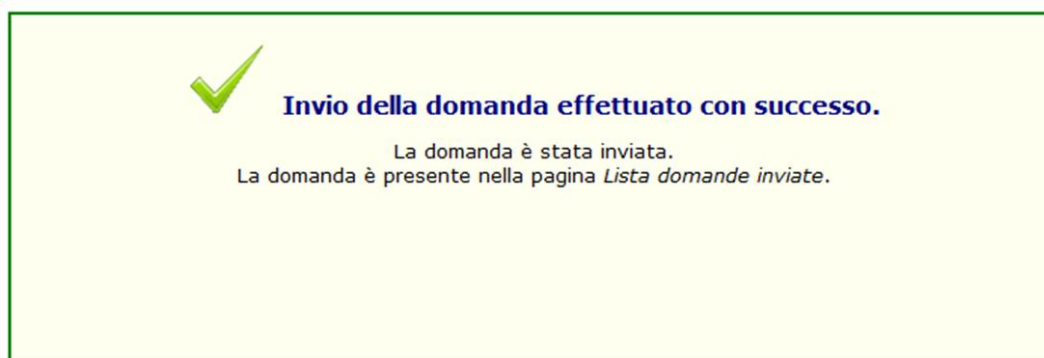 Invio della domanda effettuato con successo.
La domanda è stata inviata.
La domanda è presente nella pagina Lista domande inviate.